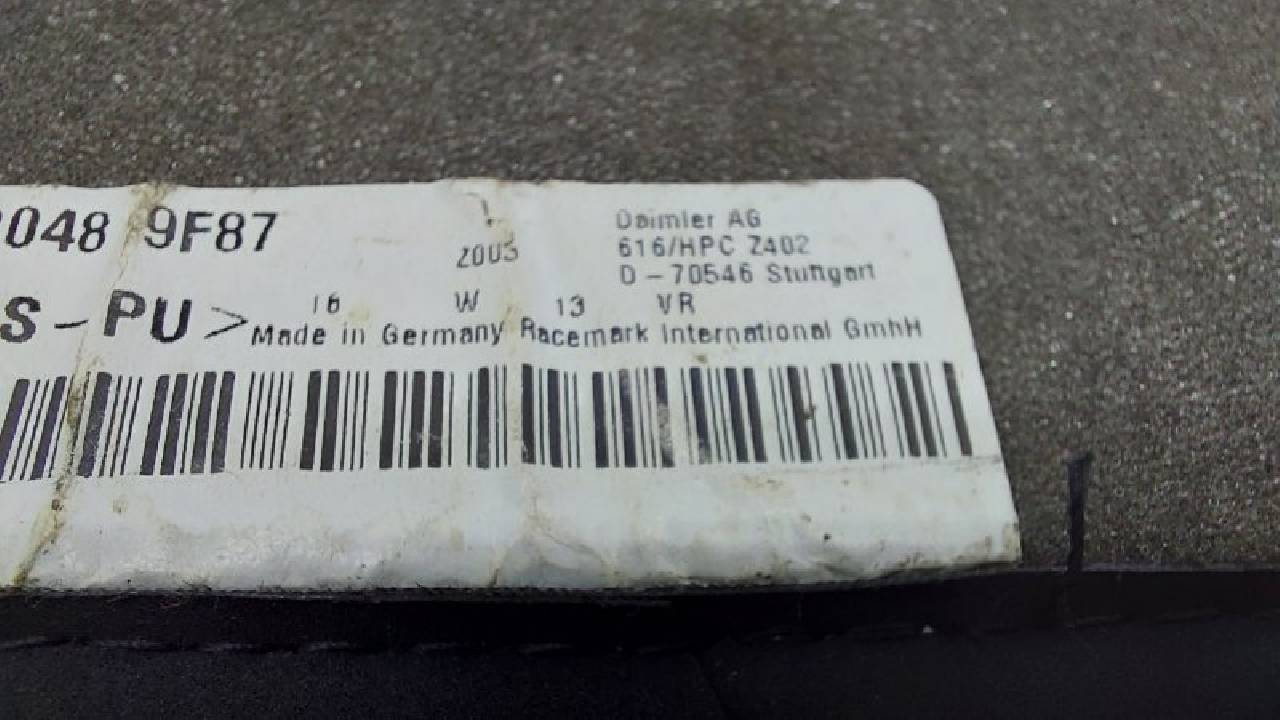 048 9F87
2003
Daimler AG
616/HPC Z402
D-70546 Stuttgart
S-PU>
16 W 13 VR
Made in Germany Racemark International GmhH